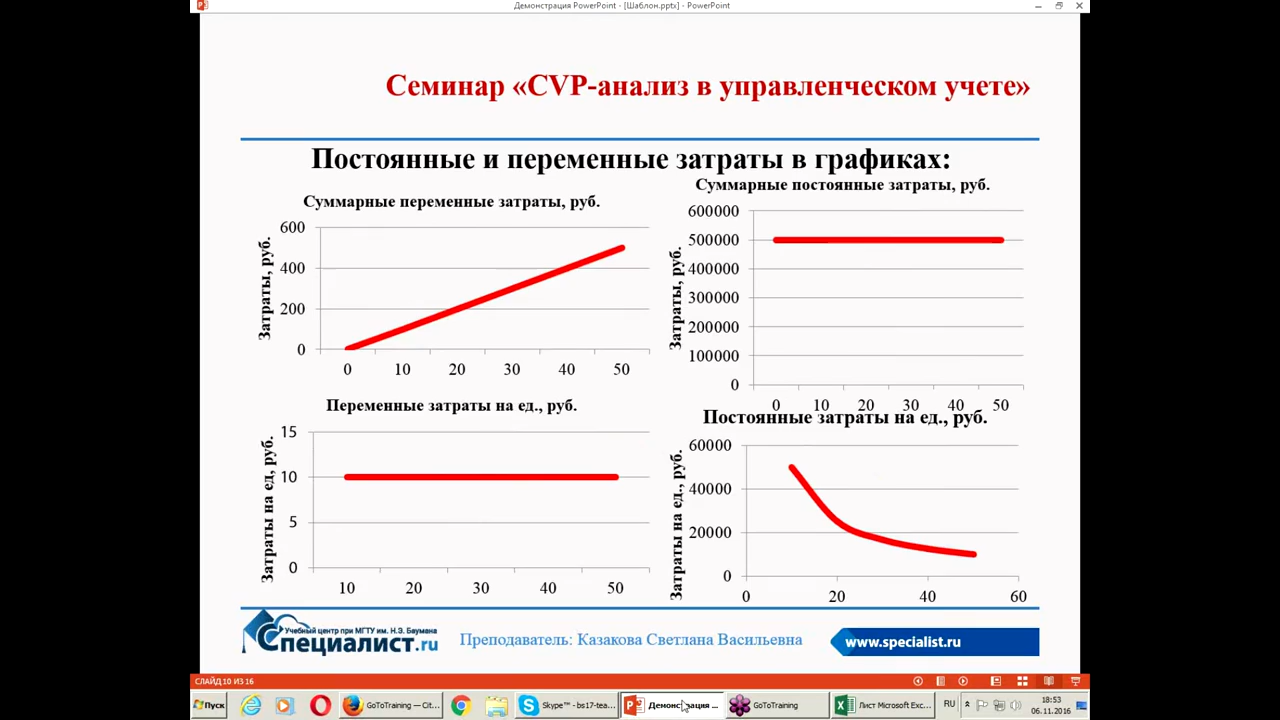 Демонстрация PowerPoint - [Шаблон.pptx] - PowerPoint
Семинар «CVP-анализ в управленческом учете»
Постоянные и переменные затраты в графиках:
Суммарные переменные затраты, руб.
Затраты, руб.
600
400
200
0
0 10 20 30 40 50
Суммарные постоянные затраты, руб.
Затраты, руб.
600000
500000
400000
300000
200000
100000
0
0 10 20 30 40 50
Переменные затраты на ед., руб.
Затраты на ед, руб.
15
10
5
0
10 20 30 40 50
Постоянные затраты на ед., руб.
Затраты на ед., руб.
60000
40000
20000
0
0 20 40 60
Учебный центр при МГТУ им. Н.Э. Баумана
Специалист.ru
Преподаватель: Казакова Светлана Васильевна
www.specialist.ru
СЛАЙД 10 ИЗ 16
Пуск
GoToTraining — Cit...
Skype™ - bs17-tea...
Демонстрация ...
GoToTraining
Лист Microsoft Exc...
RU
18:53
06.11.2016